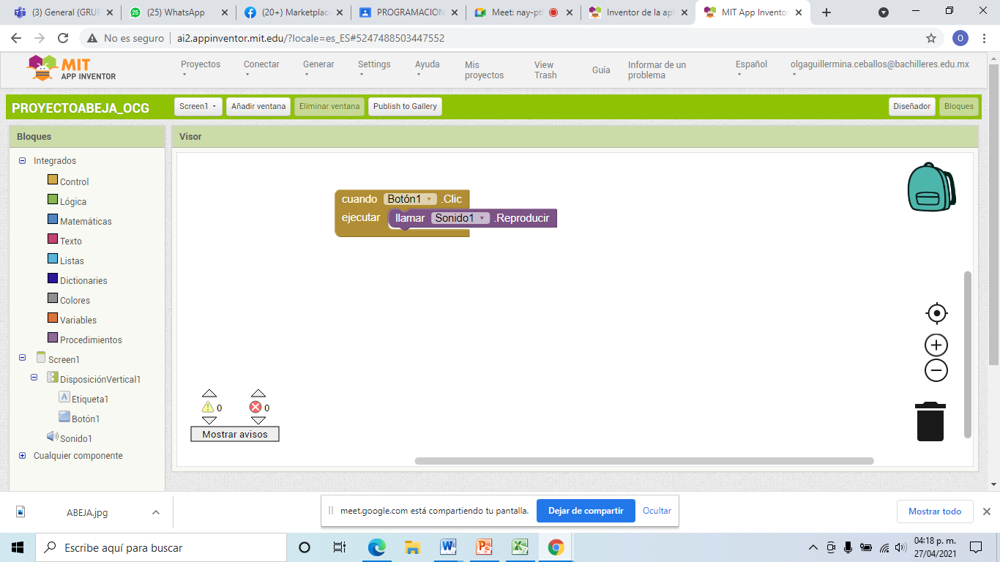 (3) General (GRUP
(25) WhatsApp
(20+) Marketplace
PROGRAMACION
Meet: nay-pt
Inventor de la apl
MIT App Inventor
No es seguro
ai2.appinventor.mit.edu/?locale=es_ES#5247488503447552
O
MIT
APP INVENTOR
Proyectos
Conectar
Generar
Settings
Ayuda
Mis
proyectos
View
Trash
Guía
Informar de un
problema
Español
olgaguillermina.ceballos@bachilleres.edu.mx
PROYECTOABEJA_OCG
Screen1
Añadir ventana
Eliminar ventana
Publish to Gallery
Diseñador
Bloques
Bloques
Visor
Integrados
Control
Lógica
Matemáticas
Texto
Listas
Dictionaries
Colores
Variables
Procedimientos
Screen1
DisposiciónVertical1
Etiqueta1
Botón1
Sonido1
Cualquier componente
cuando Botón1 .Clic
ejecutar llamar Sonido1 .Reproducir
0 0
Mostrar avisos
ABEJA.jpg
meet.google.com está compartiendo tu pantalla.
Dejar de compartir
Ocultar
Mostrar todo
Escribe aquí para buscar
04:18 p. m.
27/04/2021